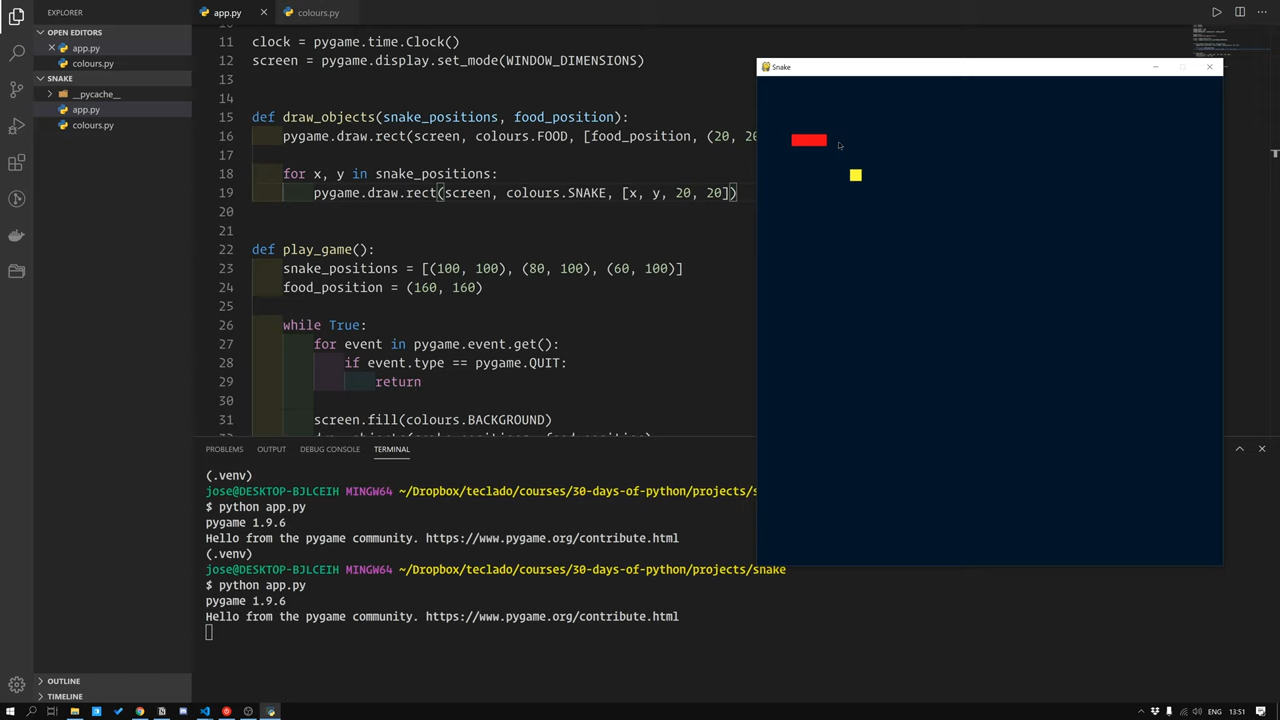 EXPLORER
OPEN EDITORS
app.py
colours.py
SNAKE
__pycache__
app.py
colours.py
OUTLINE
TIMELINE
app.py
colours.py
11 clock = pygame.time.Clock()
12 screen = pygame.display.set_mode(WINDOW_DIMENSIONS)
13
14
15 def draw_objects(snake_positions, food_position):
16 pygame.draw.rect(screen, colours.FOOD, [food_position, (20, 20
17
18 for x, y in snake_positions:
19 pygame.draw.rect(screen, colours.SNAKE, [x, y, 20, 20])
20
21
22 def play_game():
23 snake_positions = [(100, 100), (80, 100), (60, 100)]
24 food_position = (160, 160)
25
26 while True:
27 for event in pygame.event.get():
28 if event.type == pygame.QUIT:
29 return
30
31 screen.fill(colours.BACKGROUND)
Snake
PROBLEMS OUTPUT DEBUG CONSOLE TERMINAL
(.venv)
jose@DESKTOP-BJLCEIH MINGW64 ~/Dropbox/teclado/courses/30-days-of-python/projects/s
$ python app.py
pygame 1.9.6
Hello from the pygame community. https://www.pygame.org/contribute.html
(.venv)
jose@DESKTOP-BJLCEIH MINGW64 ~/Dropbox/teclado/courses/30-days-of-python/projects/snake
$ python app.py
pygame 1.9.6
Hello from the pygame community. https://www.pygame.org/contribute.html
ENG 13:51